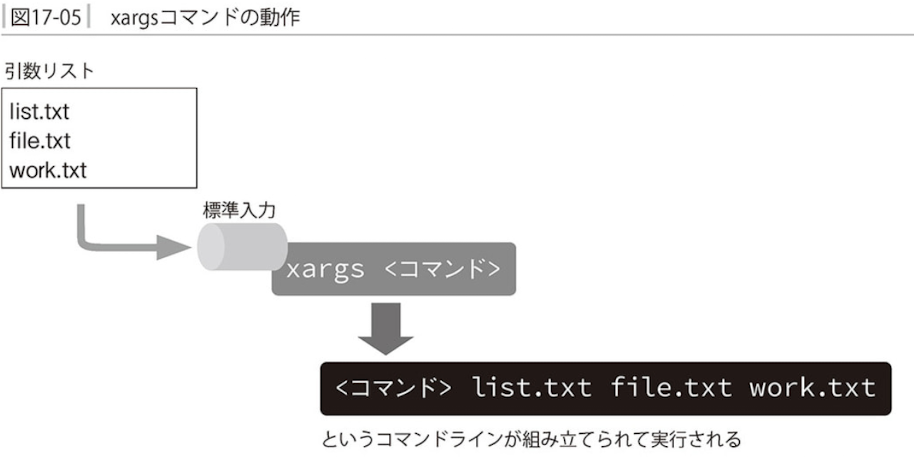 図17-05 xargsコマンドの動作
引数リスト
list.txt
file.txt
work.txt
標準入力
xargs <コマンド>
<コマンド> list.txt file.txt work.txt
というコマンドラインが組み立てられて実行される